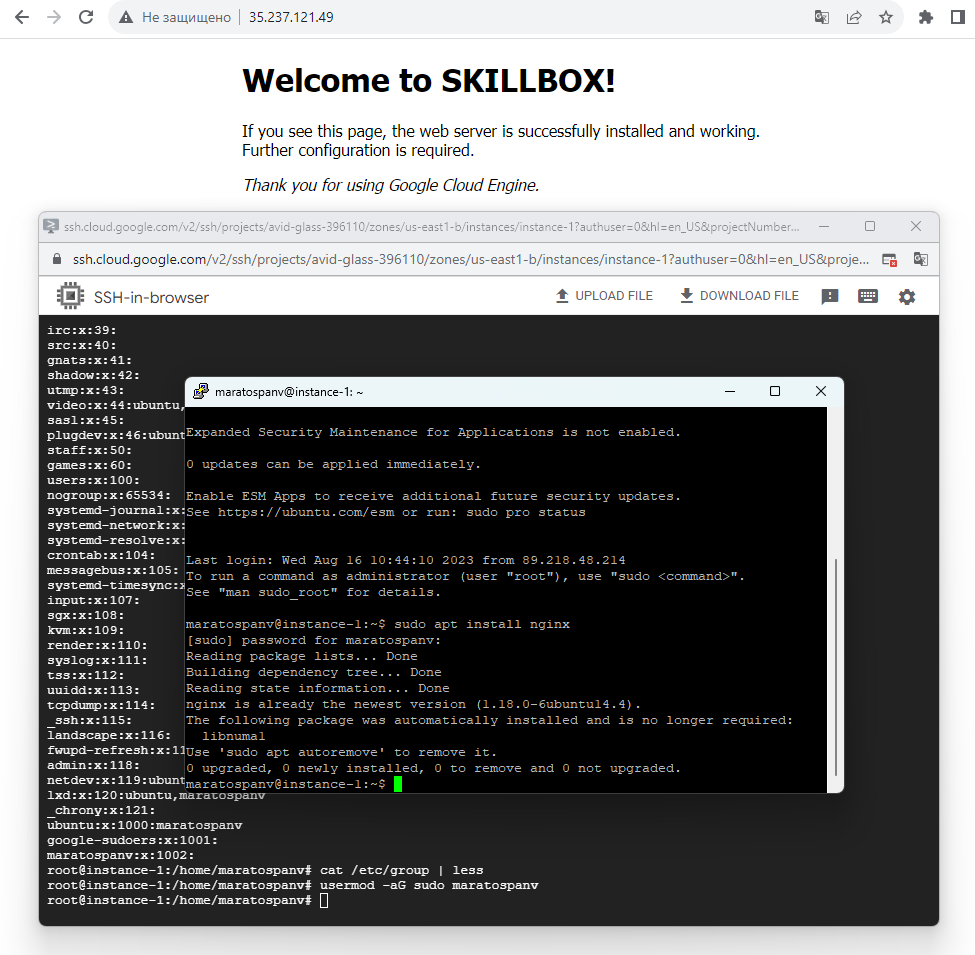 Не защищено
35.237.121.49
Welcome to SKILLBOX!
If you see this page, the web server is successfully installed and working.
Further configuration is required.
Thank you for using Google Cloud Engine.
ssh.cloud.google.com/v2/ssh/projects/avid-glass-396110/zones/us-east1-b/instances/instance-1?authuser=0&hl=en_US&projectNumber...
ssh.cloud.google.com/v2/ssh/projects/avid-glass-396110/zones/us-east1-b/instances/instance-1?authuser=0&hl=en_US&proje...
SSH-in-browser
UPLOAD FILE
DOWNLOAD FILE
irc:x:39:
src:x:40:
gnats:x:41:
shadow:x:42:
utmp:x:43:
video:x:44:ubuntu,
sasl:x:45:
plugdev:x:46:ubunt
staff:x:50:
games:x:60:
users:x:100:
nogroup:x:65534:
systemd-journal:x:
systemd-network:x:
systemd-resolve:x:
crontab:x:104:
messagebus:x:105:
systemd-timesync:x
input:x:107:
sgx:x:108:
kvm:x:109:
render:x:110:
syslog:x:111:
tss:x:112:
uuidd:x:113:
tcpdump:x:114:
_ssh:x:115:
landscape:x:116:
fwupd-refresh:x:11
admin:x:118:
netdev:x:119:ubunt
lxd:x:120:ubuntu,maratospanv
_chrony:x:121:
ubuntu:x:1000:maratospanv
google-sudoers:x:1001:
maratospanv:x:1002:
root@instance-1:/home/maratospanv# cat /etc/group | less
root@instance-1:/home/maratospanv# usermod -aG sudo maratospanv
root@instance-1:/home/maratospanv#
maratospanv@instance-1: ~
Expanded Security Maintenance for Applications is not enabled.
0 updates can be applied immediately.
Enable ESM Apps to receive additional future security updates.
See https://ubuntu.com/esm or run: sudo pro status
Last login: Wed Aug 16 10:44:10 2023 from 89.218.48.214
To run a command as administrator (user "root"), use "sudo <command>".
See "man sudo_root" for details.
maratospanv@instance-1:~$ sudo apt install nginx
[sudo] password for maratospanv:
Reading package lists... Done
Building dependency tree... Done
Reading state information... Done
nginx is already the newest version (1.18.0-6ubuntu14.4).
The following package was automatically installed and is no longer required:
libnuma1
Use 'sudo apt autoremove' to remove it.
0 upgraded, 0 newly installed, 0 to remove and 0 not upgraded.
maratospanv@instance-1:~$